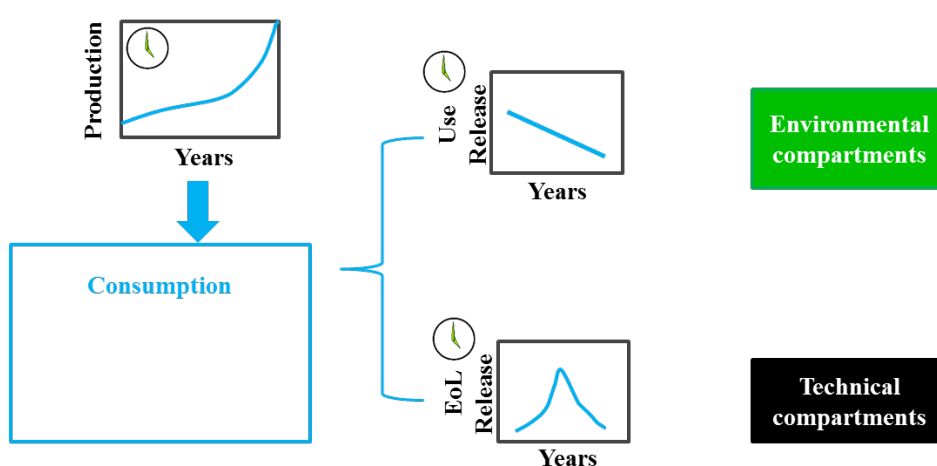 Production
Years
Consumption
Use
Release
Years
EoL
Release
Years
Environmental
compartments
Technical
compartments